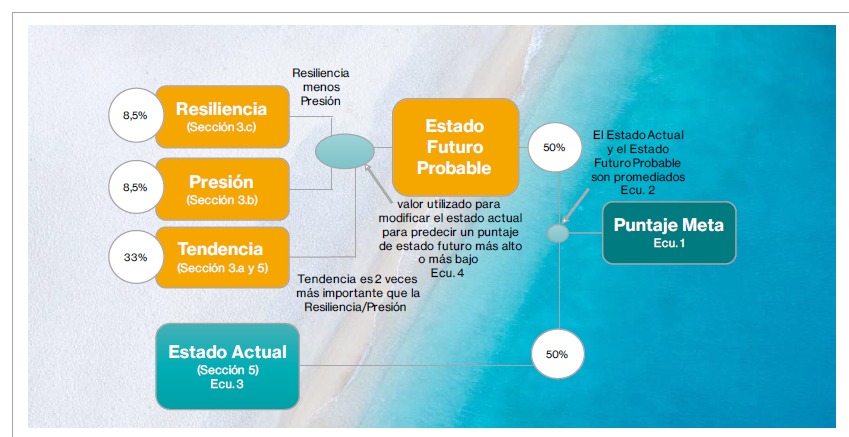 Resiliencia
menos
Presión
8,5%
Resiliencia
(Sección 3.c)
8,5%
Presión
(Sección 3.b)
33%
Tendencia
(Sección 3.a y 5)
Tendencia es 2 veces
más importante que la
Resiliencia/Presión
Estado
Futuro
Probable
50%
valor utilizado para
modificar el estado actual
para predecir un puntaje
de estado futuro más alto
o más bajo
Ecu. 4
El Estado Actual
y el Estado
Futuro Probable
son promediados
Ecu. 2
Puntaje Meta
Ecu. 1
Estado Actual
(Sección 5)
Ecu. 3
50%